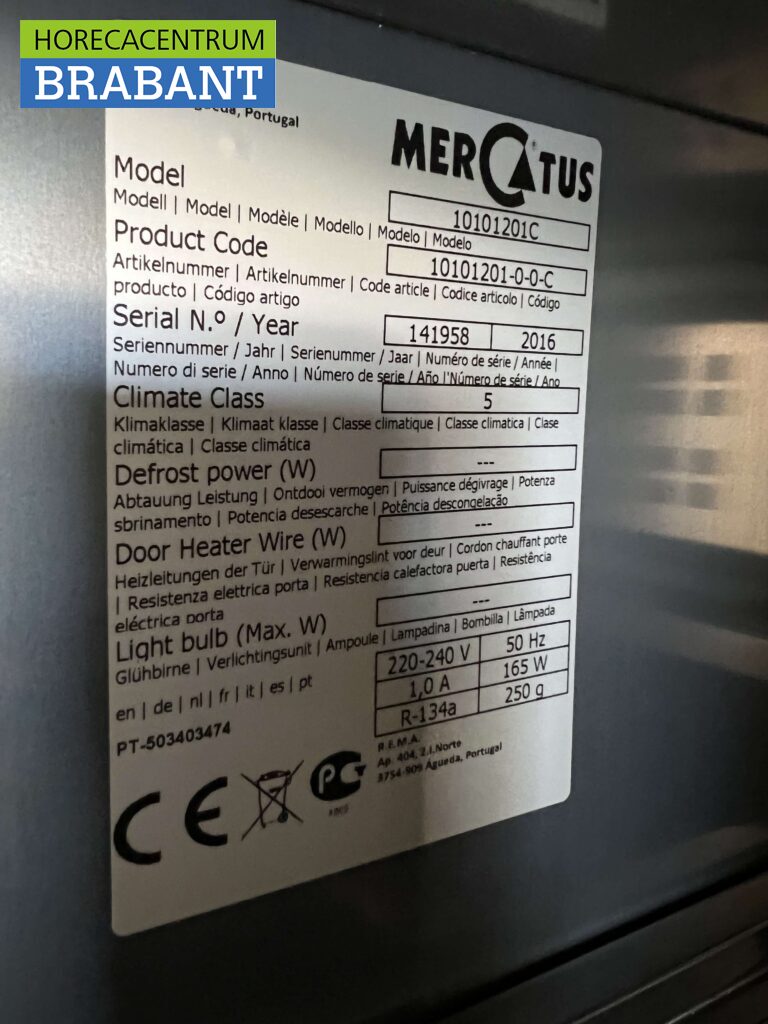 HORECACENTRUM
BRABANT
Portugal
MERCATUS
Model
10101201C
Modell | Model | Modèle | Modello | Modelo | Modelo
Product Code
10101201-0-0-C
Artikelnummer | Artikelnummer | Code article | Codice articolo | Código
producto | Código artigo
Serial N.º / Year
141958
2016
Seriennummer / Jahr | Serienummer / Jaar | Numéro de série / Année |
Numero di serie / Anno | Número de serie / Año l'Número de série / Ano
Climate Class
5
Klimaklasse | Klimaat klasse | Classe climatique | Classe climatica | Clase
climática | Classe climática
Defrost power (W)
---
Abtauung Leistung | Ontdooi vermogen | Puissance dégivrage | Potenza
sbrinamento | Potencia desescarche | Potência descongelação
Door Heater Wire (W)
---
Heizleitungen der Tür | Verwarmingslint voor deur | Cordon chauffant porte
| Resistenza elettrica porta | Resistencia calefactora puerta | Resistência
eléctrica porta
Light bulb (Max. W)
---
Glühbirne | Verlichtingsunit | Ampoule | Lampadina | Bombilla | Lâmpada
220-240 V
50 Hz
1,0 A
165 W
R-134a
250 g
en | de | nl | fr | it | es | pt
PT-503403474
R.E.M.A.
Ap. 404, Z.I.Norte
3754-909 Águeda, Portugal
CE